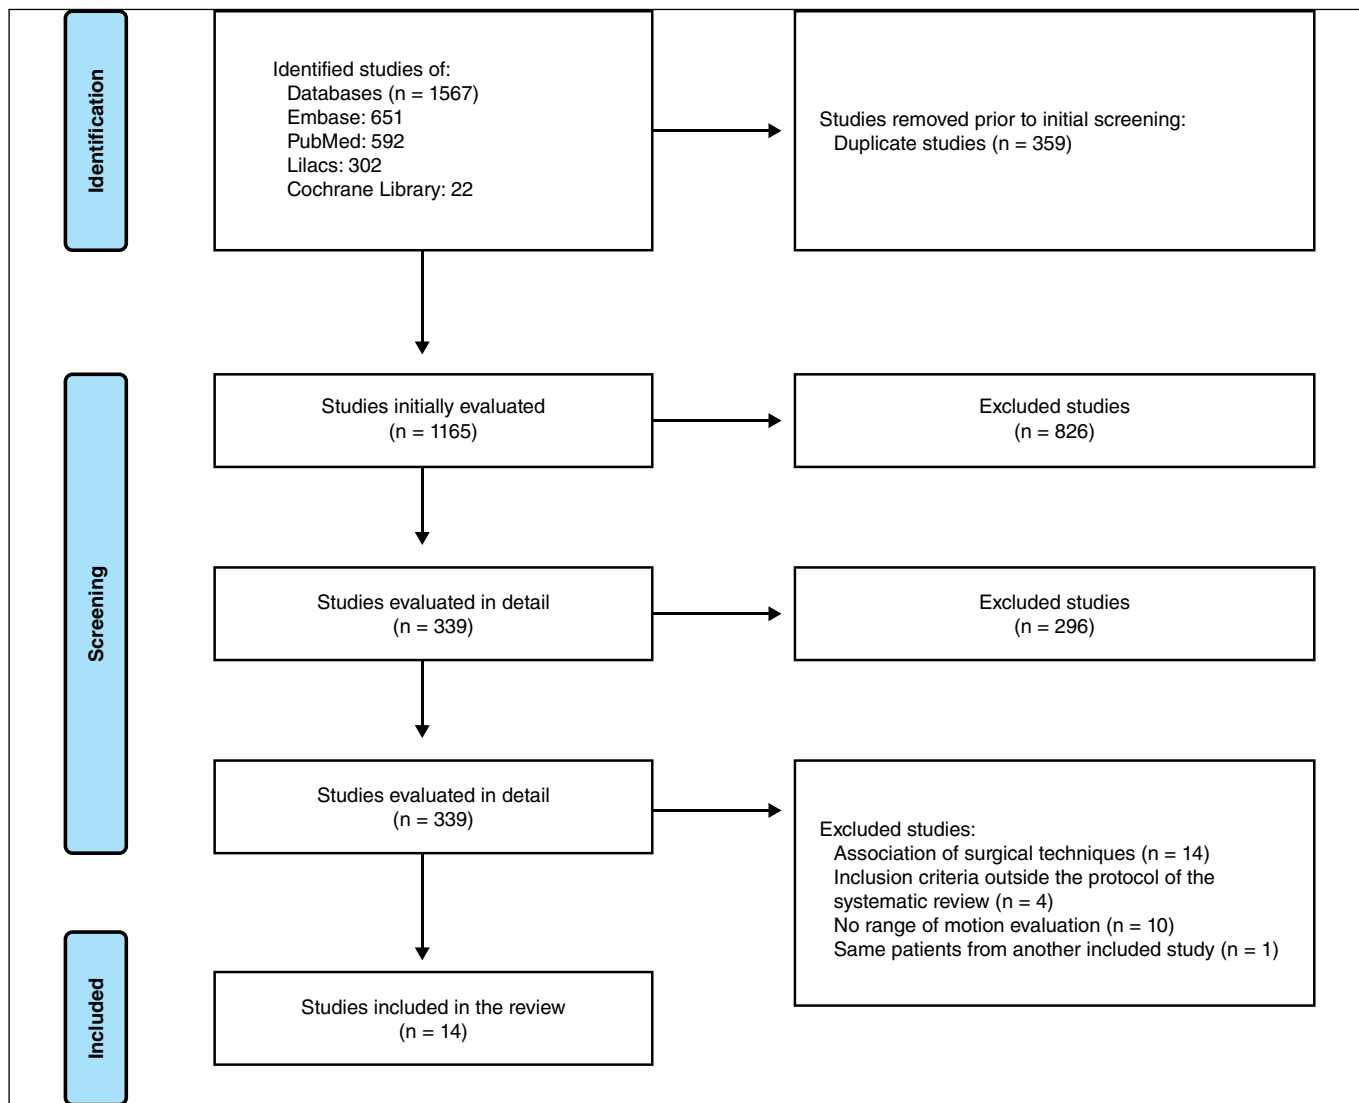 Identification
Identified studies of:
Databases (n = 1567)
Embase: 651
PubMed: 592
Lilacs: 302
Cochrane Library: 22
Studies removed prior to initial screening:
Duplicate studies (n = 359)
Screening
Studies initially evaluated
(n = 1165)
Excluded studies
(n = 826)
Studies evaluated in detail
(n = 339)
Excluded studies
(n = 296)
Studies evaluated in detail
(n = 339)
Excluded studies:
Association of surgical techniques (n = 14)
Inclusion criteria outside the protocol of the
systematic review (n = 4)
No range of motion evaluation (n = 10)
Same patients from another included study (n = 1)
Included
Studies included in the review
(n = 14)